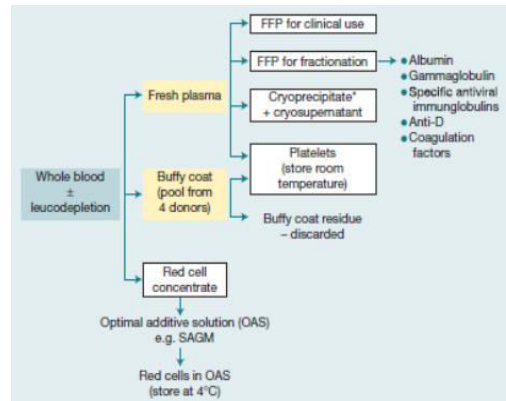 FFP for clinical use
FFP for fractionation
Albumin
Gammaglobulin
Specific antiviral
immunglobulins
Anti-D
Coagulation
factors
Fresh plasma
Cryoprecipitate*
+ cryosupernatant
Platelets
(store room
temperature)
Whole blood
±
leucodepletion
Buffy coat
(pool from
4 donors)
Buffy coat residue
– discarded
Red cell
concentrate
Optimal additive solution (OAS)
e.g. SAGM
Red cells in OAS
(store at 4°C)